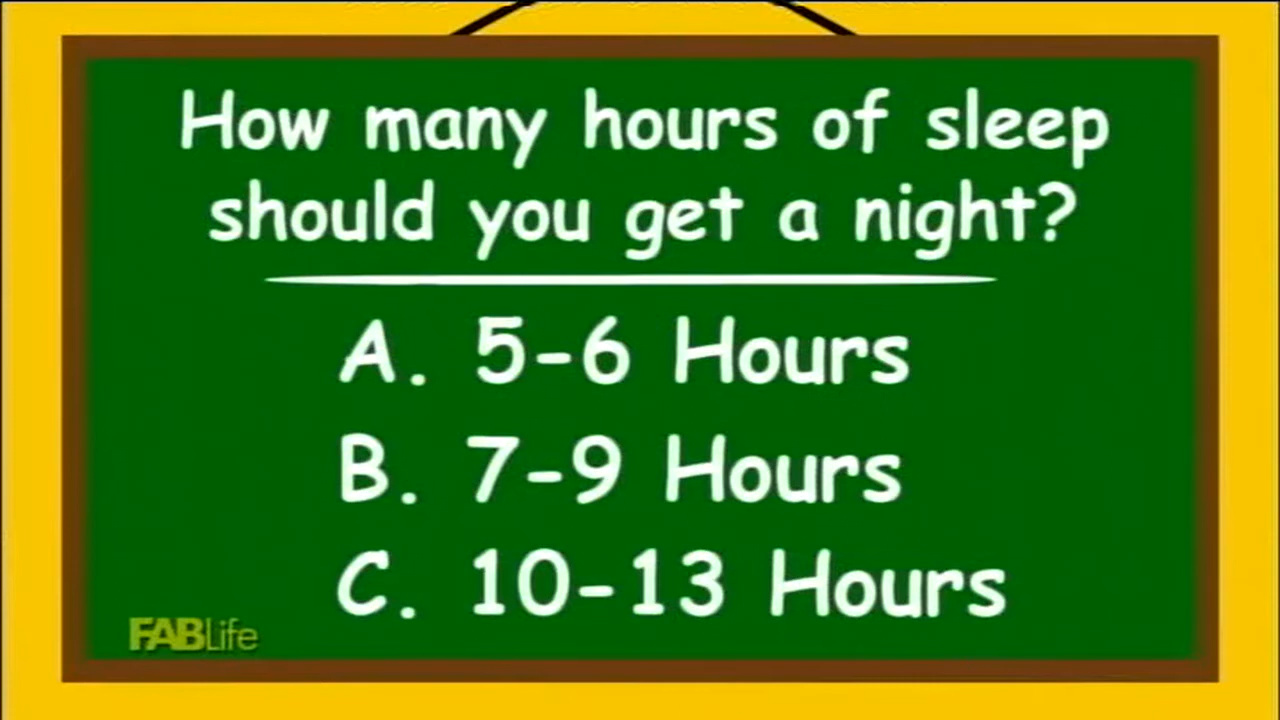 How many hours of sleep
should you get a night?
A. 5-6 Hours
B. 7-9 Hours
C. 10-13 Hours
FABLife